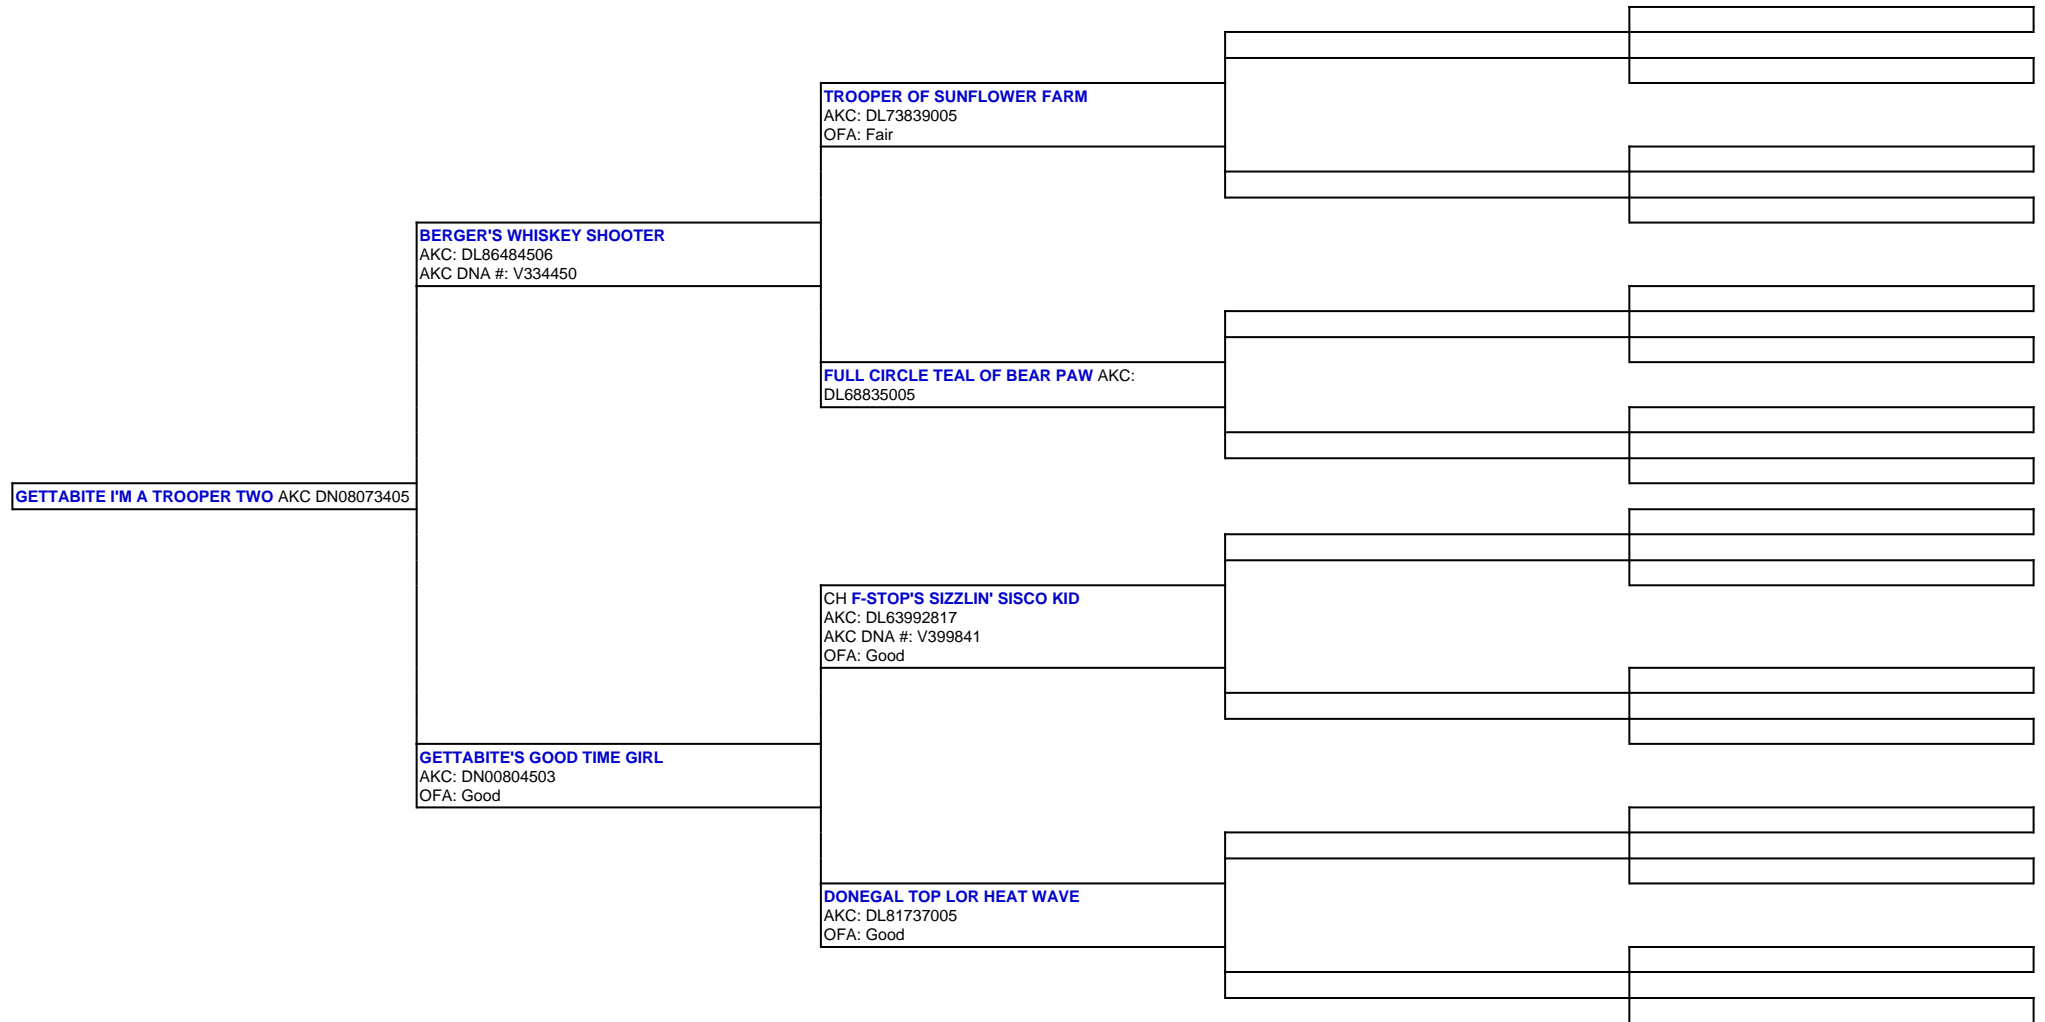 TROOPER OF SUNFLOWER FARM
AKC: DL73839005
OFA: Fair
BERGER'S WHISKEY SHOOTER
AKC: DL86484506
AKC DNA #: V334450
FULL CIRCLE TEAL OF BEAR PAW AKC:
DL68835005
GETTABITE I'M A TROOPER TWO AKC DN08073405
CH F-STOP'S SIZZLIN' SISCO KID
AKC: DL63992817
AKC DNA #: V399841
OFA: Good
GETTABITE'S GOOD TIME GIRL
AKC: DN00804503
OFA: Good
DONEGAL TOP LOR HEAT WAVE
AKC: DL81737005
OFA: Good